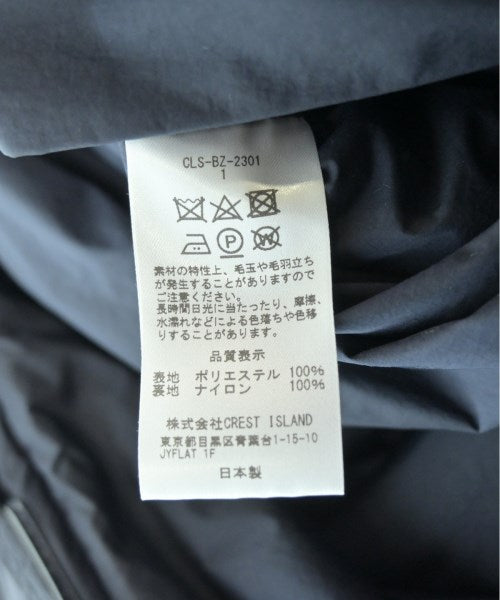 CLS-BZ-2301
1
P W
素材の特性上、毛玉や毛羽立ち
が発生することがありますので
ご注意ください。
長時間日光に当たったり、摩擦、
水濡れなどによる色落ちや色移
りすることがあります。
品質表示
表地 ポリエステル 100%
裏地 ナイロン 100%
株式会社CREST ISLAND
東京都目黒区青葉台1-15-10
JYFLAT 1F
日本製